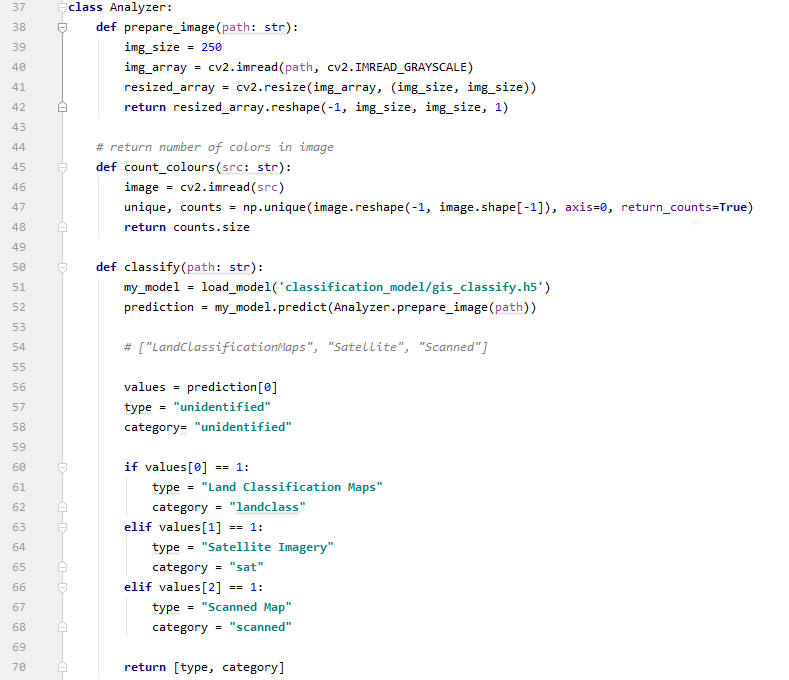 37 class Analyzer:
38     def prepare_image(path: str):
39         img_size = 250
40         img_array = cv2.imread(path, cv2.IMREAD_GRAYSCALE)
41         resized_array = cv2.resize(img_array, (img_size, img_size))
42         return resized_array.reshape(-1, img_size, img_size, 1)
43
44     # return number of colors in image
45     def count_colours(src: str):
46         image = cv2.imread(src)
47         unique, counts = np.unique(image.reshape(-1, image.shape[-1]), axis=0, return_counts=True)
48         return counts.size
49
50     def classify(path: str):
51         my_model = load_model('classification_model/gis_classify.h5')
52         prediction = my_model.predict(Analyzer.prepare_image(path))
53
54         # ["LandClassificationMaps", "Satellite", "Scanned"]
55
56         values = prediction[0]
57         type = "unidentified"
58         category= "unidentified"
59
60         if values[0] == 1:
61             type = "Land Classification Maps"
62             category = "landclass"
63         elif values[1] == 1:
64             type = "Satellite Imagery"
65             category = "sat"
66         elif values[2] == 1:
67             type = "Scanned Map"
68             category = "scanned"
69
70         return [type, category]